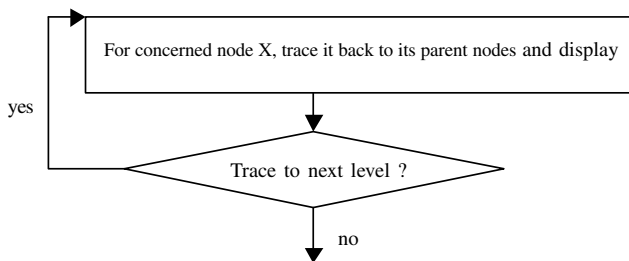 For concerned node X, trace it back to its parent nodes and display
yes
Trace to next level ?
no